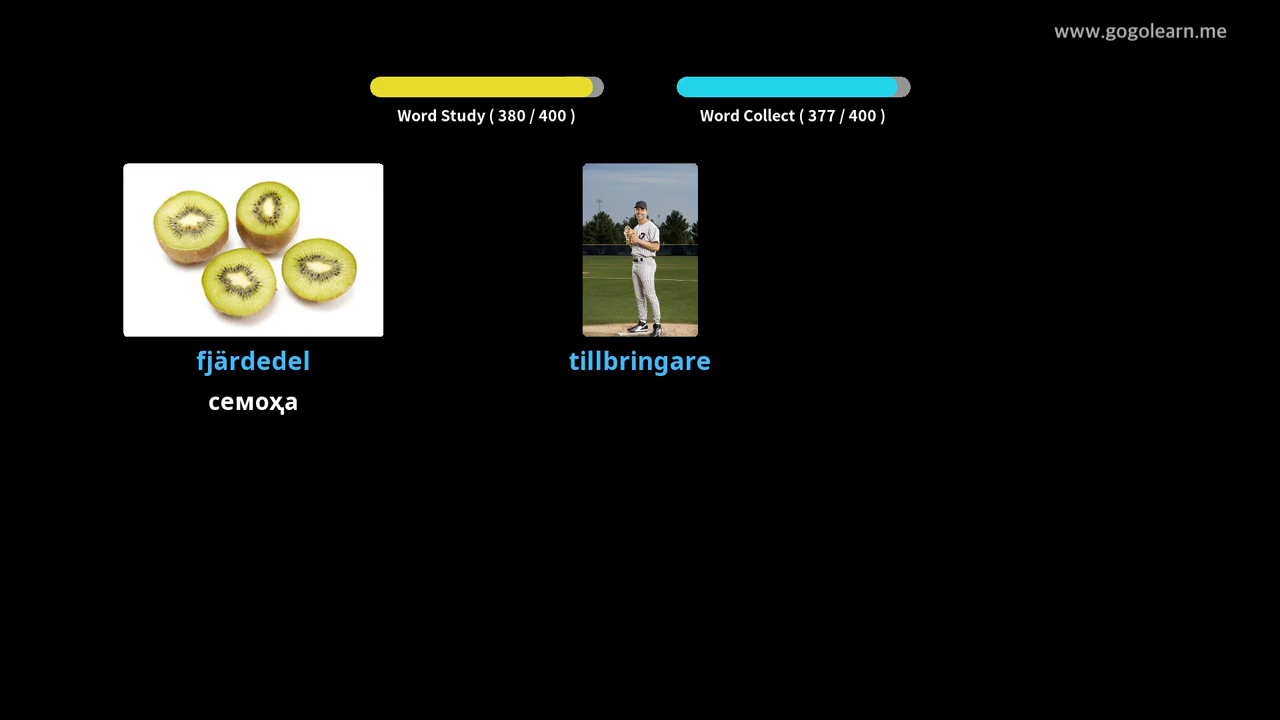 www.gogolearn.me
Word Study ( 380 / 400 )
Word Collect ( 377 / 400 )
fjärdedel
tillbringare
семоҳа